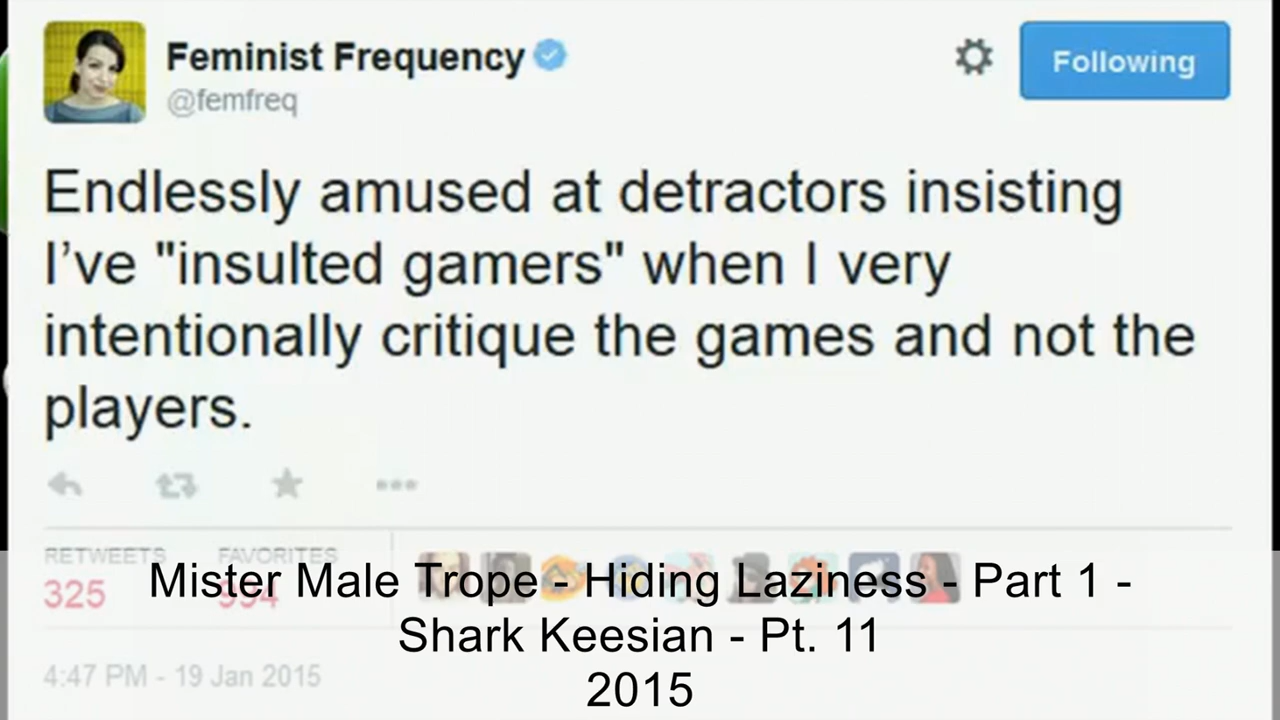 Feminist Frequency
@femfreq
Following
Endlessly amused at detractors insisting
I’ve "insulted gamers" when I very
intentionally critique the games and not the
players.
RETWEETS FAVORITES
325
Mister Male Trope - Hiding Laziness - Part 1 -
Shark Keesian - Pt. 11
2015
4:47 PM - 19 Jan 2015